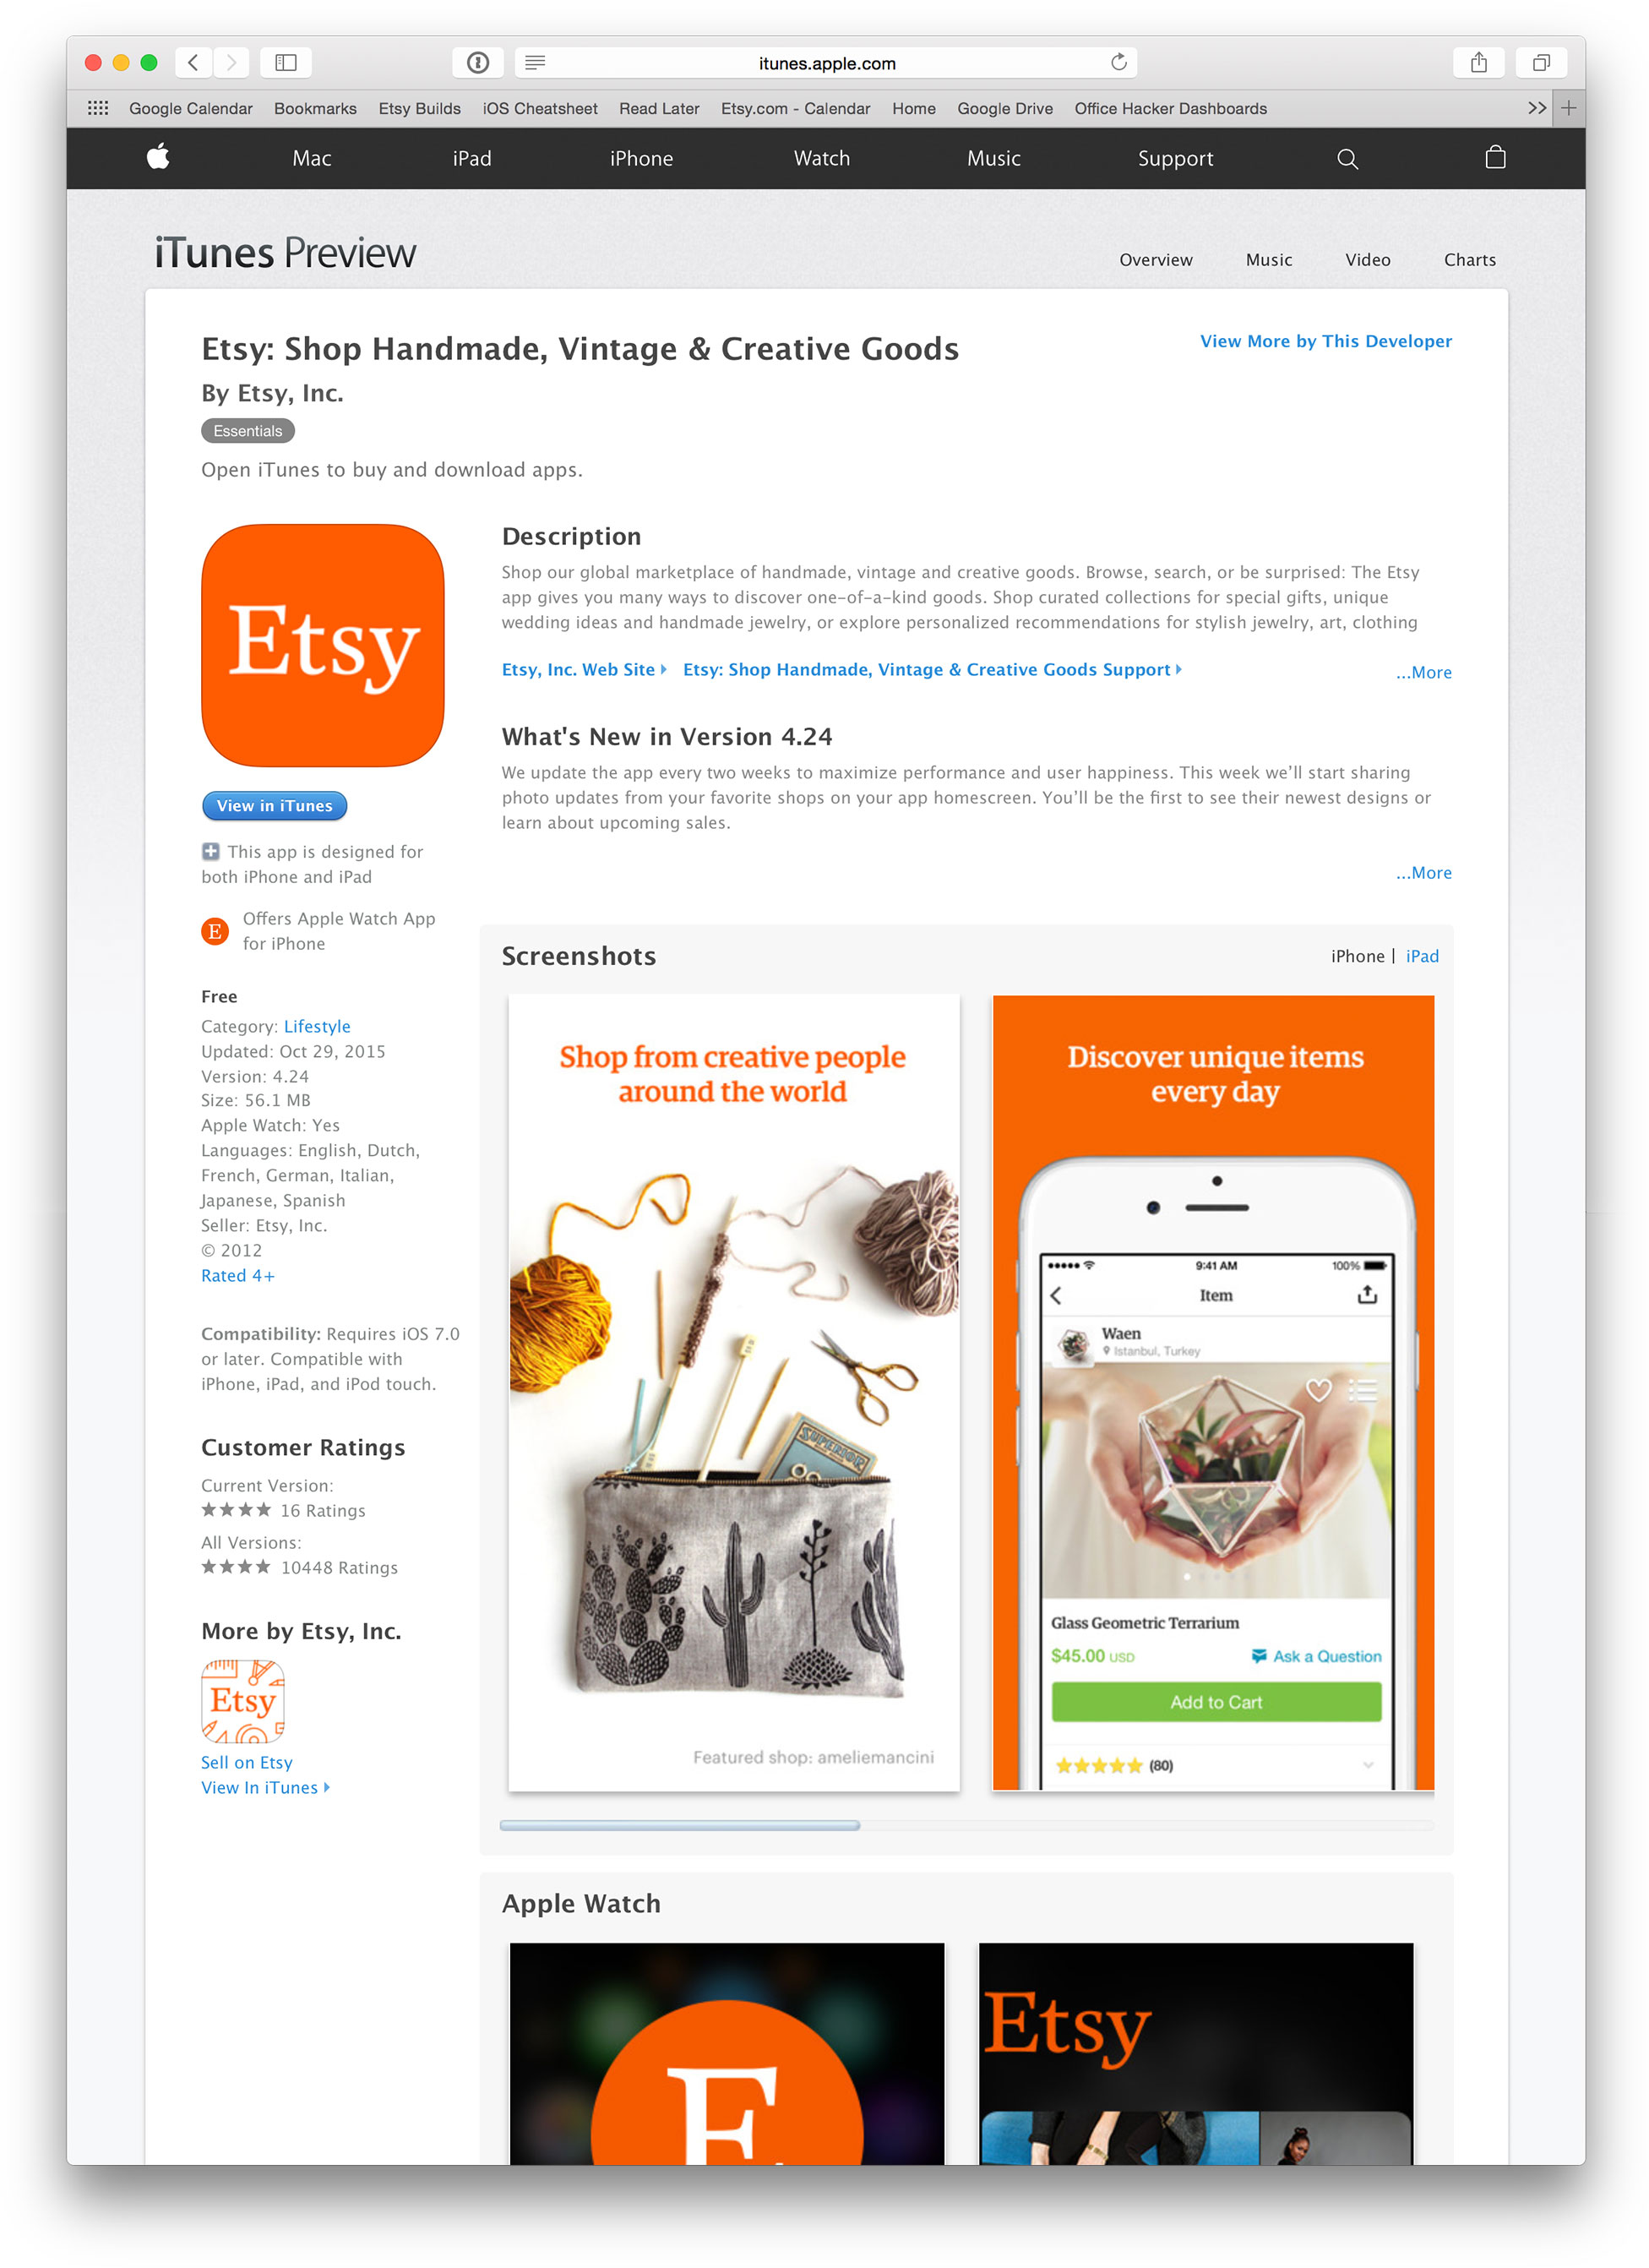 itunes.apple.com
Google Calendar Bookmarks Etsy Builds iOS Cheatsheet Read Later Etsy.com - Calendar Home Google Drive Office Hacker Dashboards
Mac iPad iPhone Watch Music Support
iTunes Preview
Overview Music Video Charts
Etsy: Shop Handmade, Vintage & Creative Goods
View More by This Developer
By Etsy, Inc.
Essentials
Open iTunes to buy and download apps.
Etsy
View in iTunes
This app is designed for
both iPhone and iPad
E
Offers Apple Watch App
for iPhone
Free
Category: Lifestyle
Updated: Oct 29, 2015
Version: 4.24
Size: 56.1 MB
Apple Watch: Yes
Languages: English, Dutch,
French, German, Italian,
Japanese, Spanish
Seller: Etsy, Inc.
© 2012
Rated 4+
Compatibility: Requires iOS 7.0
or later. Compatible with
iPhone, iPad, and iPod touch.
Customer Ratings
Current Version:
★★★★ 16 Ratings
All Versions:
★★★★ 10448 Ratings
More by Etsy, Inc.
Etsy
Sell on Etsy
View In iTunes
Description
Shop our global marketplace of handmade, vintage and creative goods. Browse, search, or be surprised: The Etsy
app gives you many ways to discover one-of-a-kind goods. Shop curated collections for special gifts, unique
wedding ideas and handmade jewelry, or explore personalized recommendations for stylish jewelry, art, clothing
Etsy, Inc. Web Site Etsy: Shop Handmade, Vintage & Creative Goods Support ...More
What's New in Version 4.24
We update the app every two weeks to maximize performance and user happiness. This week we’ll start sharing
photo updates from your favorite shops on your app homescreen. You’ll be the first to see their newest designs or
learn about upcoming sales.
...More
Screenshots
iPhone | iPad
Shop from creative people
around the world
SUPERIOR
Featured shop: ameliemancini
Discover unique items
every day
9:41 AM 100%
Item
Waen
Istanbul, Turkey
Glass Geometric Terrarium
$45.00 USD Ask a Question
Add to Cart
★★★★★ (80)
Apple Watch
E
Etsy